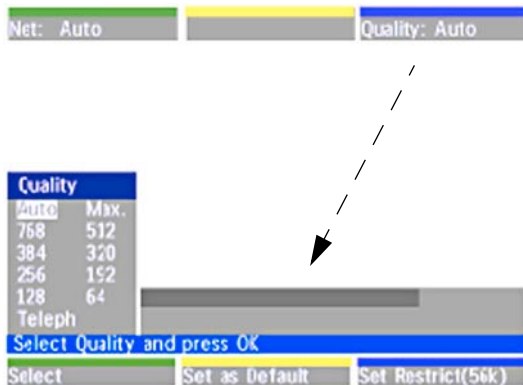 Net: Auto
Quality: Auto
Quality
Auto Max.
768 512
384 320
256 192
128 64
Teleph
Select Quality and press OK
Select
Set as Default
Set Restrict(56k)